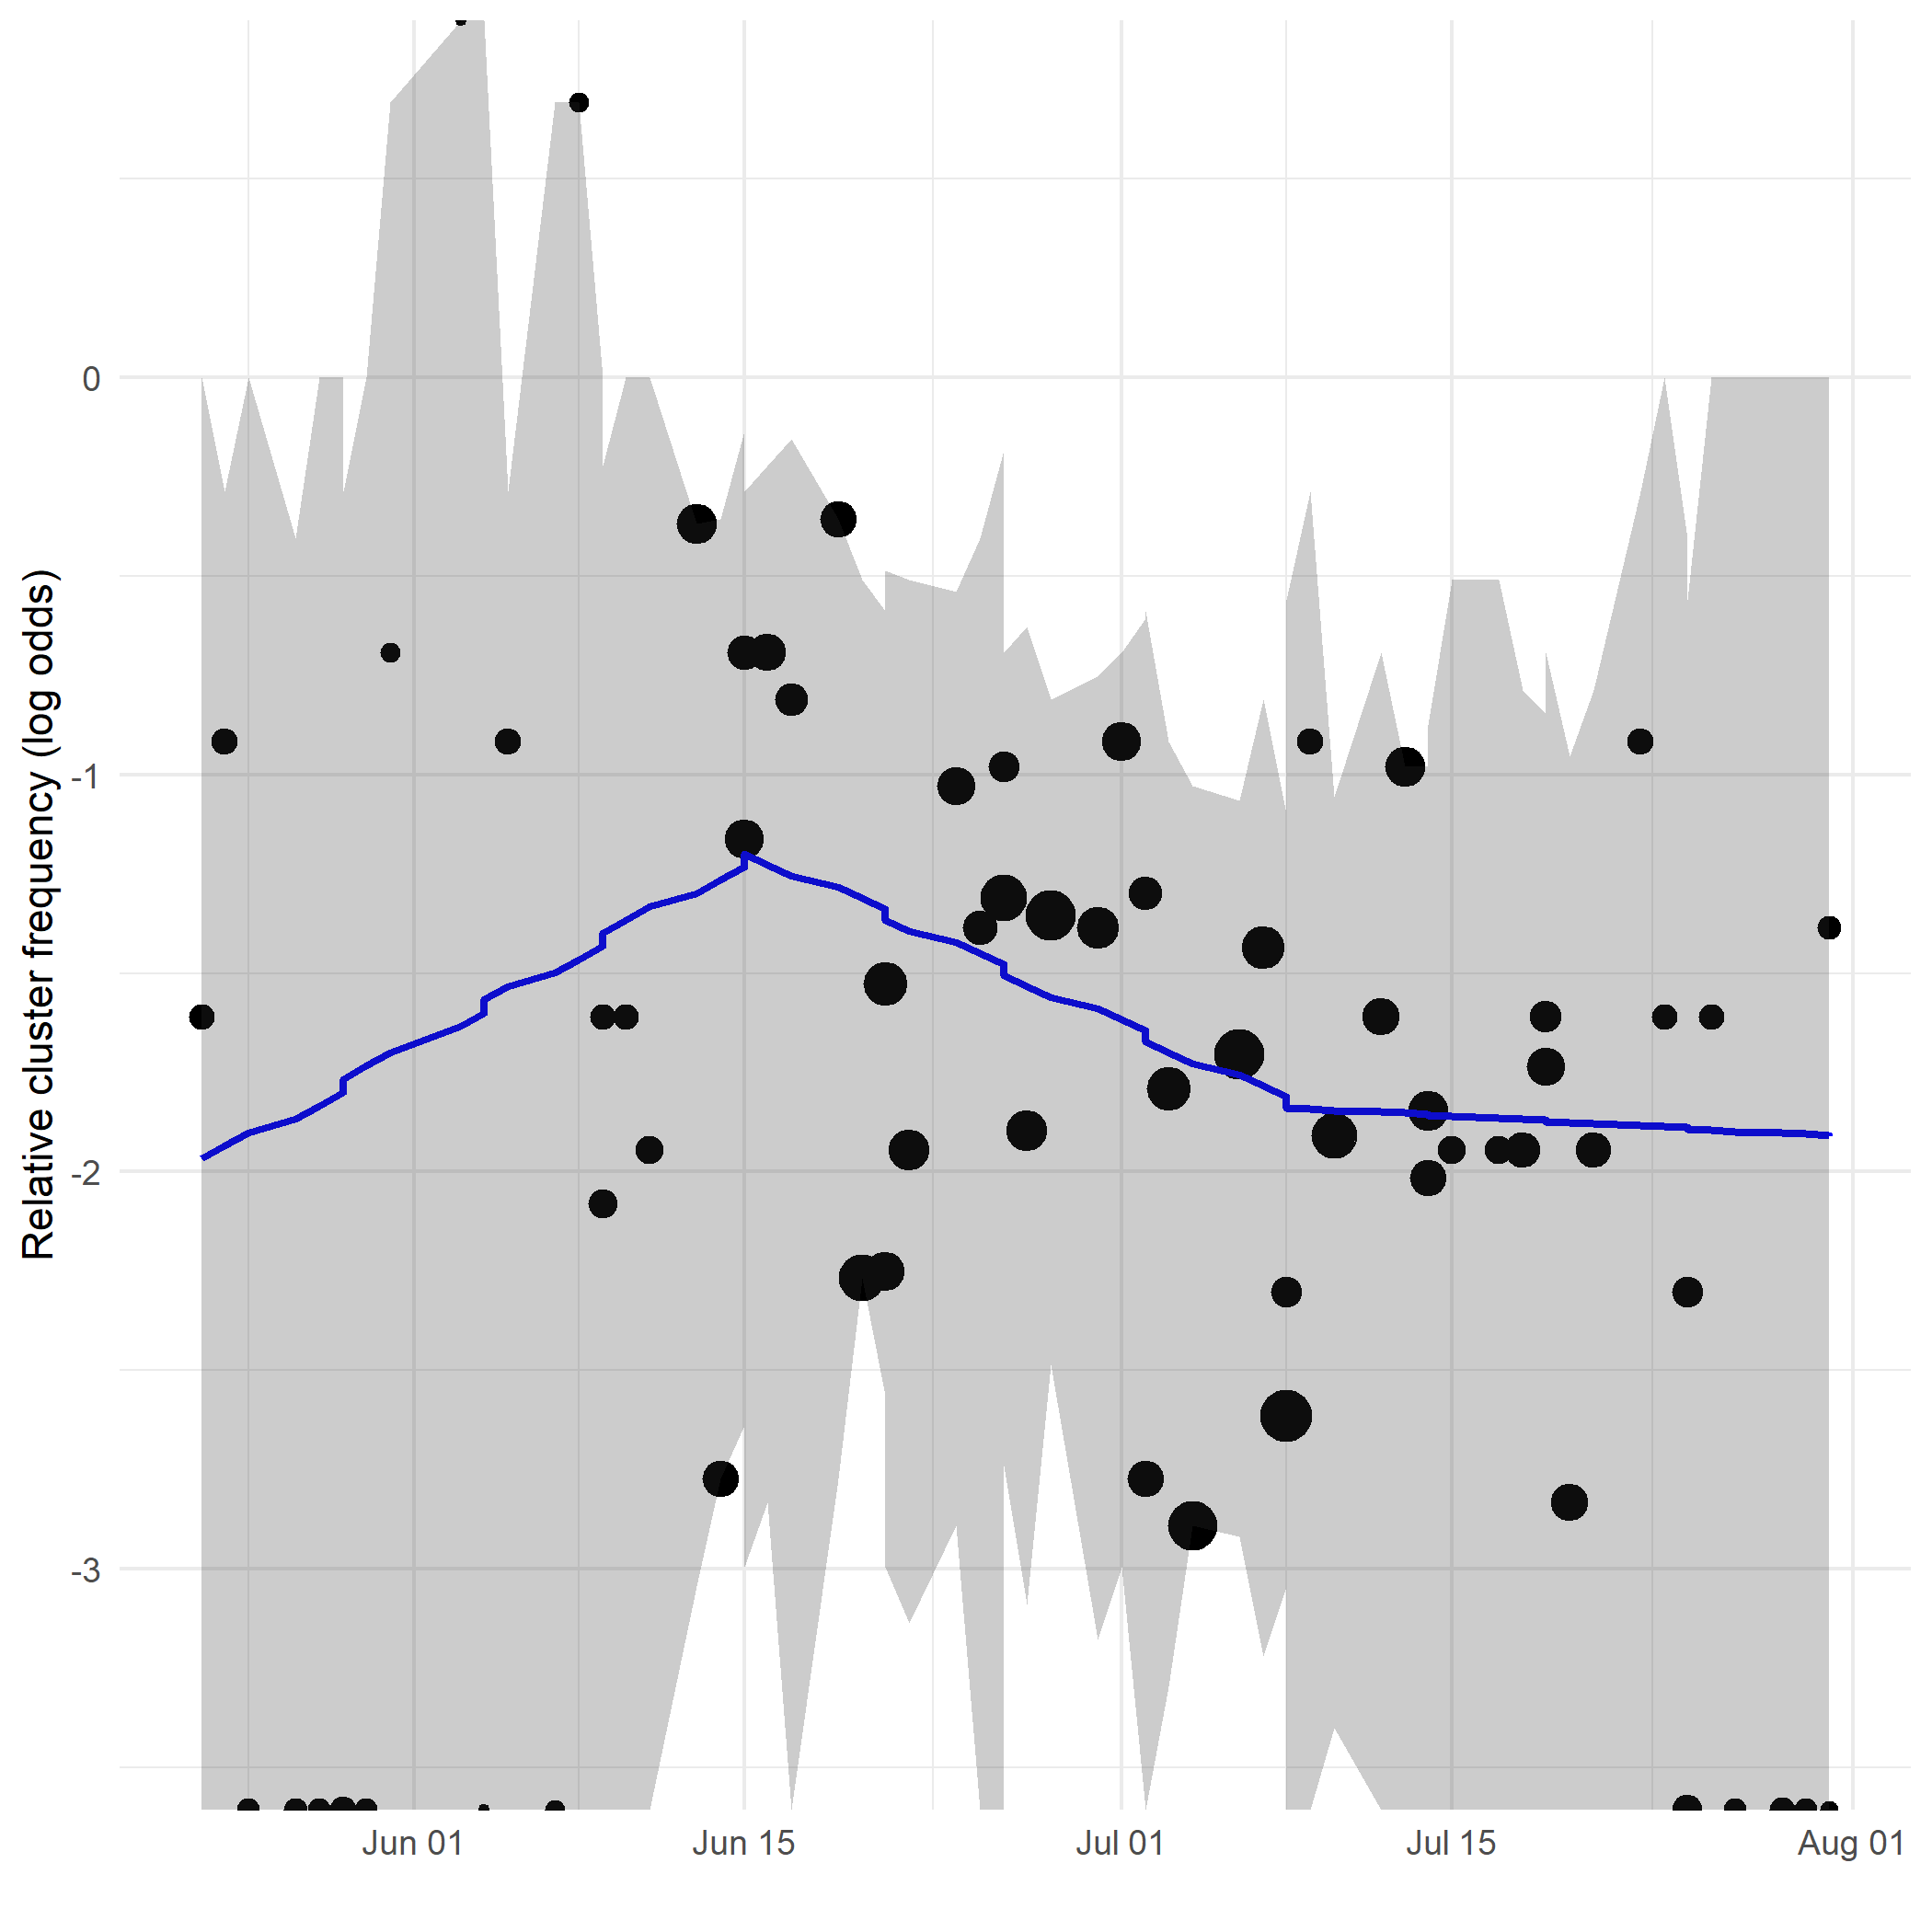 Relative cluster frequency (log odds)
0
-1
-2
-3
Jun 01
Jun 15
Jul 01
Jul 15
Aug 01